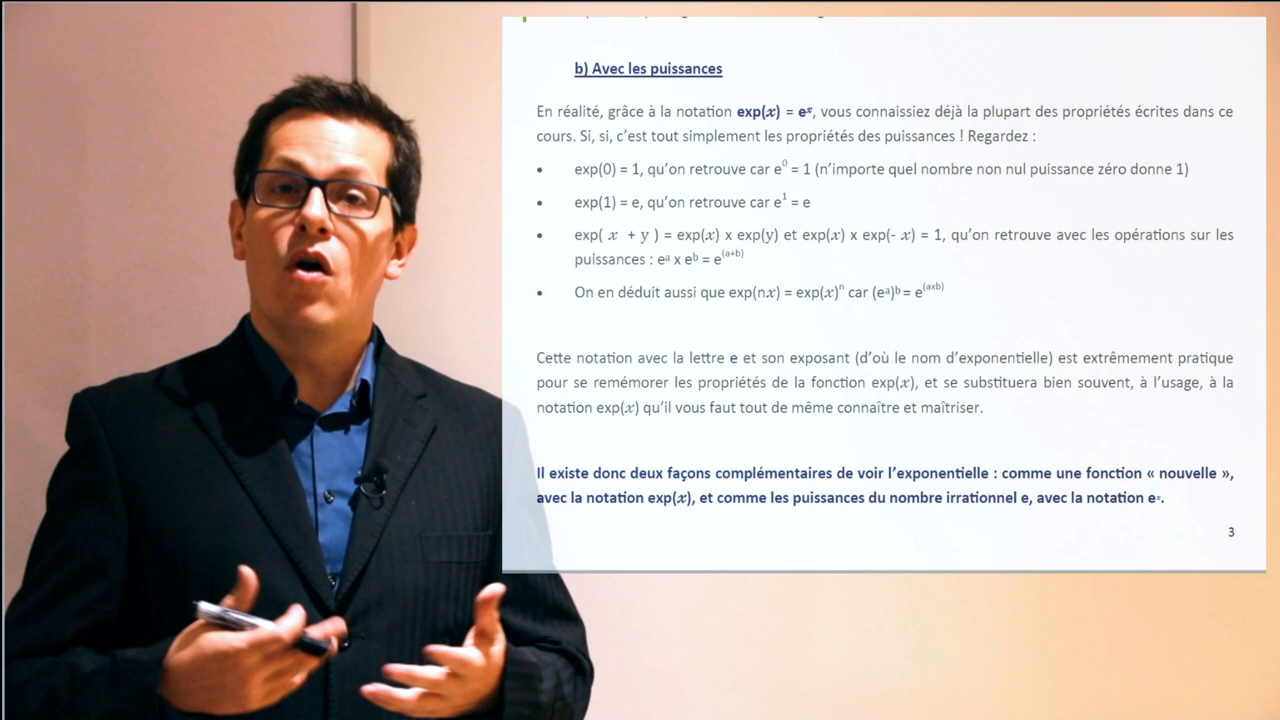 b) Avec les puissances
En réalité, grâce à la notation exp(x) = eˣ, vous connaissiez déjà la plupart des propriétés écrites dans ce
cours. Si, si, c'est tout simplement les propriétés des puissances ! Regardez :
• exp(0) = 1, qu'on retrouve car e⁰ = 1 (n'importe quel nombre non nul puissance zéro donne 1)
• exp(1) = e, qu'on retrouve car e¹ = e
• exp( x + y ) = exp(x) x exp(y) et exp(x) x exp(- x) = 1, qu'on retrouve avec les opérations sur les
puissances : eᵃ x eᵇ = e⁽ᵃ⁺ᵇ⁾
• On en déduit aussi que exp(nx) = exp(x)ⁿ car (eᵃ)ᵇ = e⁽ᵃˣᵇ⁾
Cette notation avec la lettre e et son exposant (d'où le nom d'exponentielle) est extrêmement pratique
pour se remémorer les propriétés de la fonction exp(x), et se substituera bien souvent, à l'usage, à la
notation exp(x) qu'il vous faut tout de même connaître et maîtriser.
Il existe donc deux façons complémentaires de voir l'exponentielle : comme une fonction « nouvelle »,
avec la notation exp(x), et comme les puissances du nombre irrationnel e, avec la notation eˣ.
3